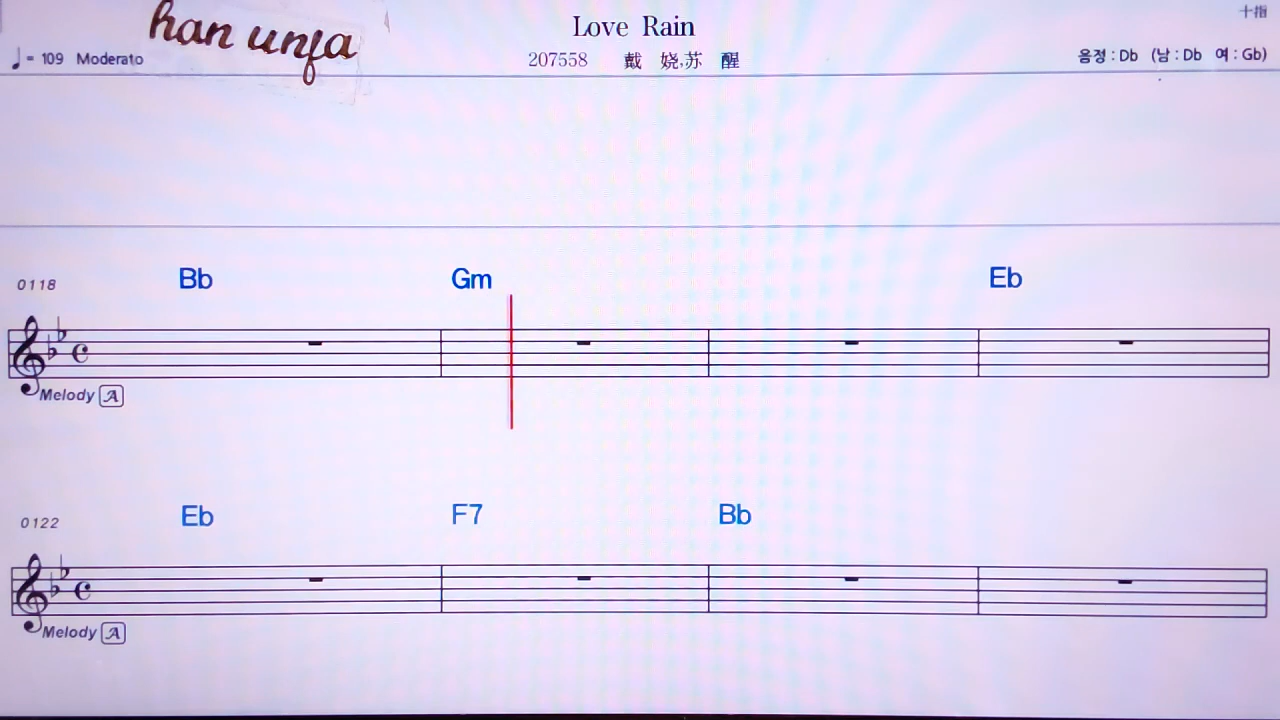 han unja
Love Rain
十指
♩= 109 Moderato
207558 戴 娆,苏 醒
음정 : Db (남 : Db 여 : Gb)
0118 Bb Gm Eb
Melody A
0122 Eb F7 Bb
Melody A